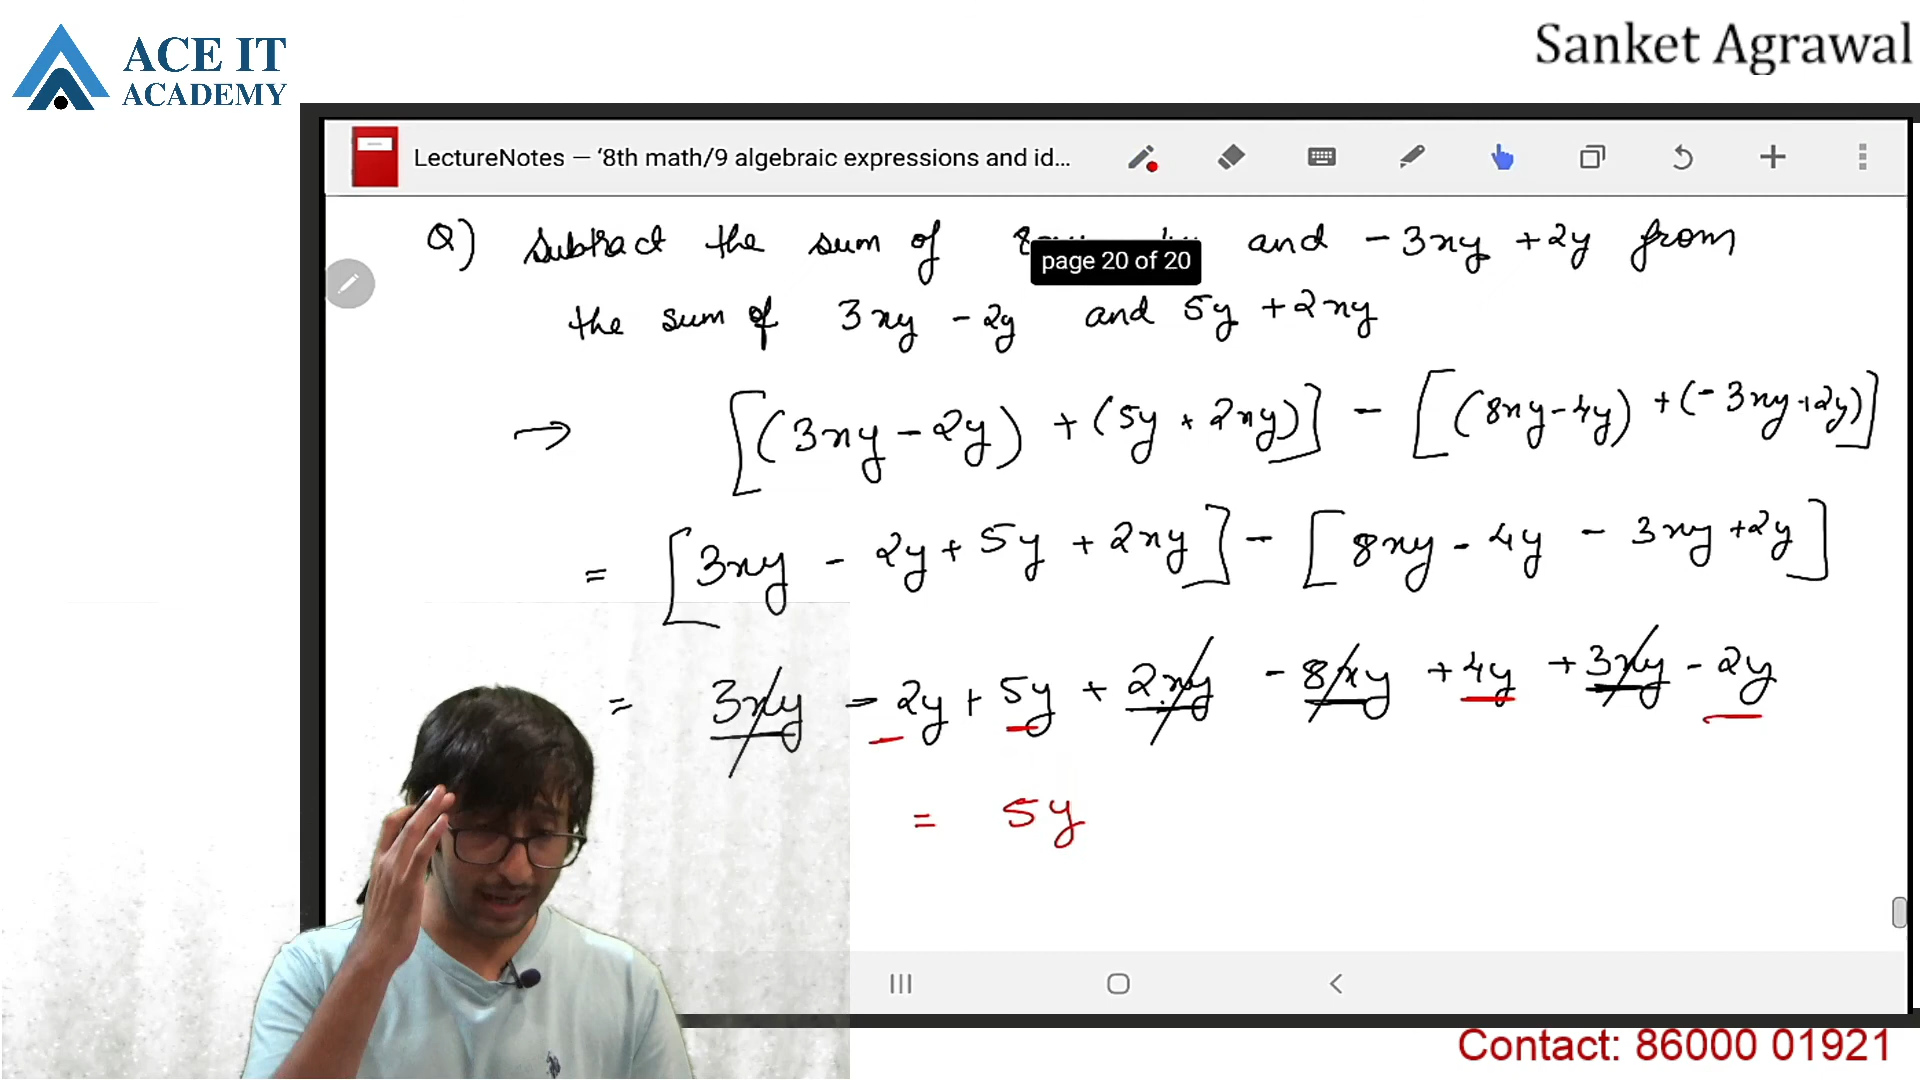 ACE IT
ACADEMY
Sanket Agrawal
LectureNotes — ‘8th math/9 algebraic expressions and id...
Q) Subtract the sum of and -3xy +2y from
page 20 of 20
the sum of 3xy - 2y and 5y +2xy
→ [(3xy - 2y) + (5y + 2xy)] - [(8xy-4y) +(-3xy+2y)]
= [3xy - 2y + 5y + 2xy] - [8xy - 4y - 3xy +2y]
= 3xy - 2y + 5y + 2xy - 8xy +4y +3xy - 2y
= 5y
Contact: 86000 01921